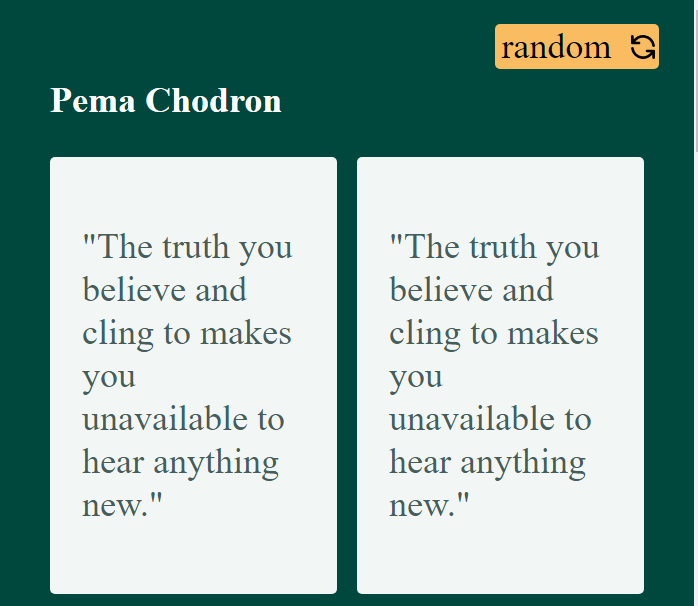 random
Pema Chodron
"The truth you
believe and
cling to makes
you
unavailable to
hear anything
new."
"The truth you
believe and
cling to makes
you
unavailable to
hear anything
new."